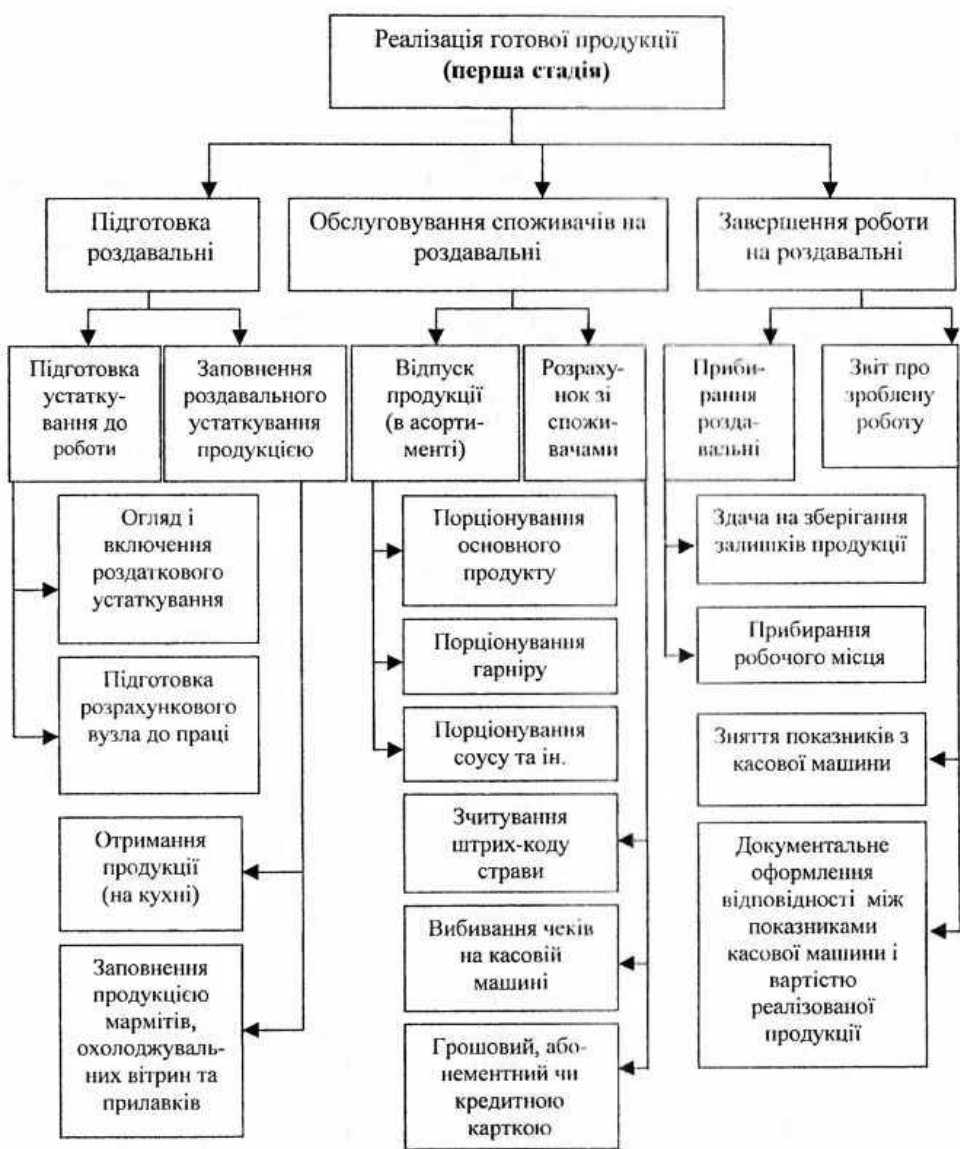 Реалізація готової продукції
(перша стадія)
Підготовка
роздавальні
Обслуговування споживачів на
роздавальні
Завершення роботи
на роздавальні
Підготовка
устатку-
вання до
роботи
Заповнення
роздавального
устаткування
продукцією
Відпуск
продукції
(в асорти-
менті)
Розраху-
нок зі
спожи-
вачами
Приби-
рання
розда-
вальні
Звіт про
зроблену
роботу
Огляд і
включення
роздаткового
устаткування
Підготовка
розрахункового
вузла до праці
Отримання
продукції
(на кухні)
Заповнення
продукцією
мармітів,
охолоджуваль-
них вітрин та
прилавків
Порціонування
основного
продукту
Порціонування
гарніру
Порціонування
соусу та ін.
Зчитування
штрих-коду
страви
Вибивання чеків
на касовій
машині
Грошовий, або-
нементний чи
кредитною
карткою
Здача на зберігання
залишків продукції
Прибирання
робочого місця
Зняття показників з
касової машини
Документальне
оформлення
відповідності між
показниками
касової машини і
вартістю
реалізованої
продукції